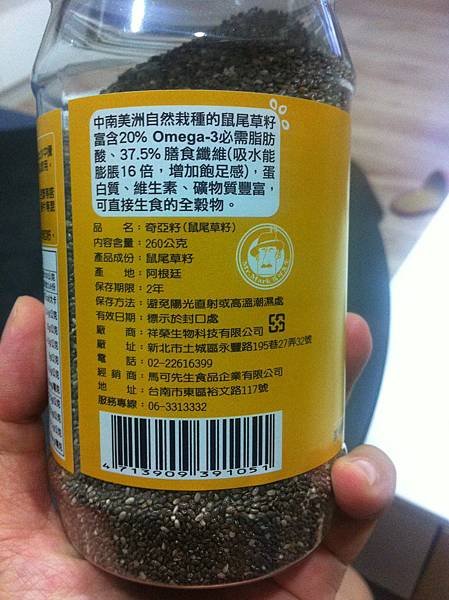 中南美洲自然栽種的鼠尾草籽
富含20% Omega-3必需脂肪
酸、37.5%膳食纖維(吸水能
膨脹16倍，增加飽足感)，蛋
白質、維生素、礦物質豐富，
可直接生食的全穀物。
品名：奇亞籽(鼠尾草籽)
內容含量：260公克
產品成份：鼠尾草籽
產地：阿根廷
保存期限：2年
保存方法：避免陽光直射或高溫潮濕處
有效日期：標示於封口處
廠商：祥榮生物科技有限公司
廠址：新北市土城區永豐路195巷27弄32號
電話：02-22616399
經銷商：馬可先生食品企業有限公司
地址：台南市東區裕文路117號
服務專線：06-3313332
4 713909 391051